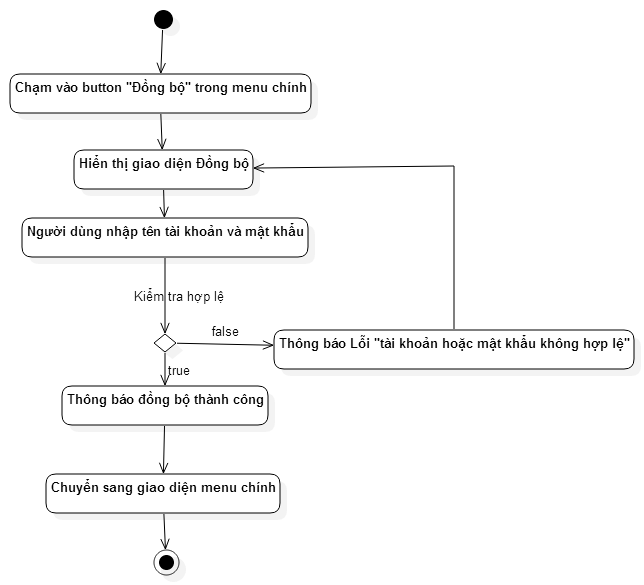 Chạm vào button "Đồng bộ" trong menu chính
Hiển thị giao diện Đồng bộ
Người dùng nhập tên tài khoản và mật khẩu
Kiểm tra hợp lệ
false
Thông báo Lỗi "tài khoản hoặc mật khẩu không hợp lệ"
true
Thông báo đồng bộ thành công
Chuyển sang giao diện menu chính